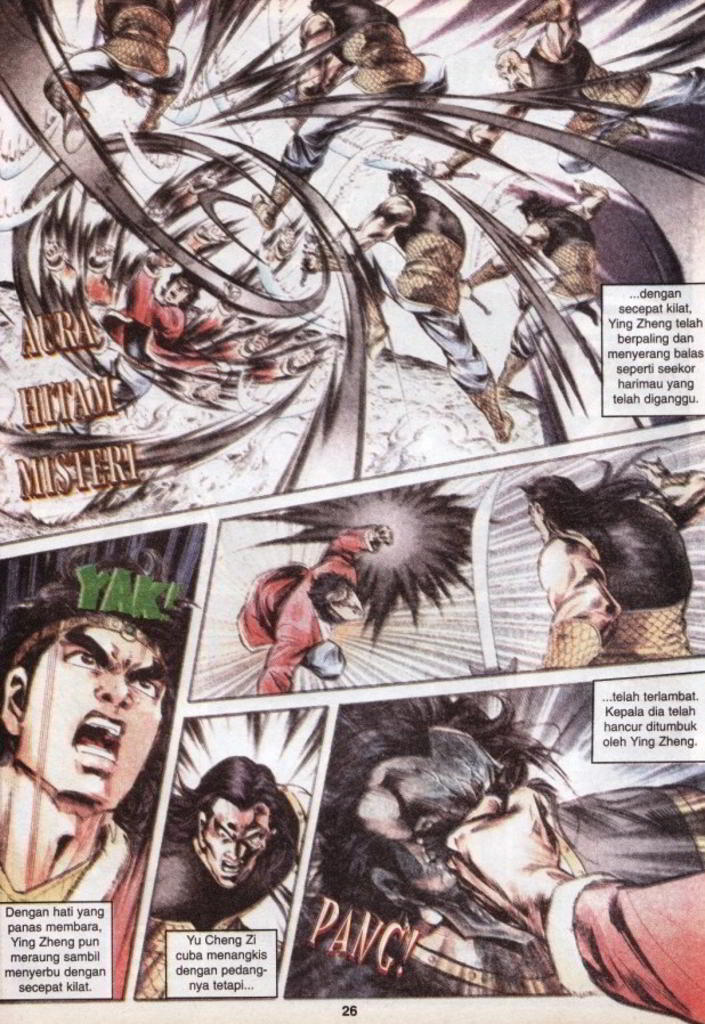 ...dengan
secepat kilat,
Ying Zheng telah
berpaling dan
menyerang balas
seperti seekor
harimau yang
telah diganggu.
AURA
HITAM
MISTERI
YAK!
Dengan hati yang
panas membara,
Ying Zheng pun
meraung sambil
menyerbu dengan
secepat kilat.
Yu Cheng Zi
cuba menangkis
dengan pedang-
nya tetapi...
...telah terlambat.
Kepala dia telah
hancur ditumbuk
oleh Ying Zheng.
PANG!
26